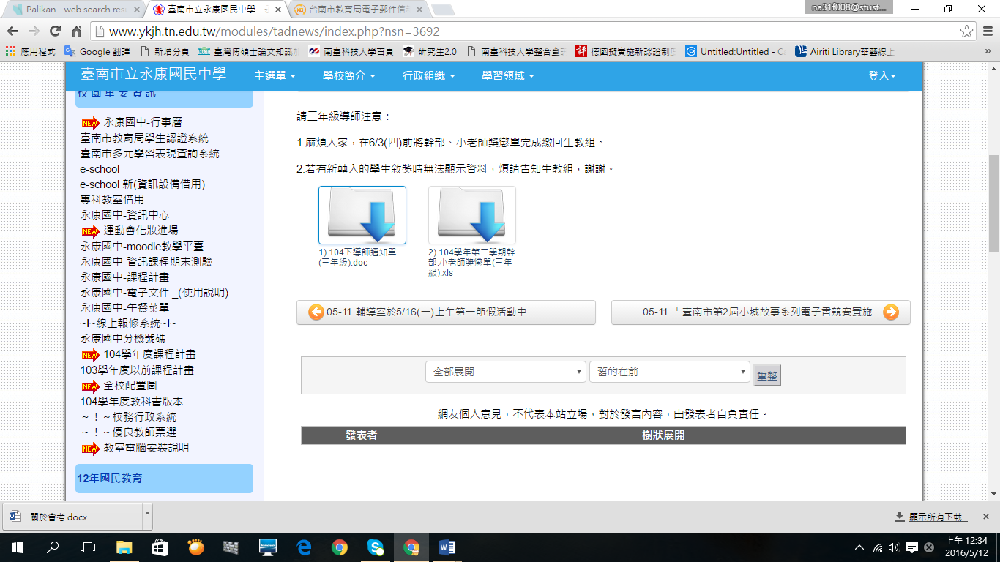 Palikan - web search res
臺南市立永康國民中學 - 永
台南市教育局電子郵件信
na31f008@stust...
www.ykjh.tn.edu.tw/modules/tadnews/index.php?nsn=3692
應用程式
Google 翻譯
新增分頁
臺灣博碩士論文知識加
南臺科技大學首頁
研究生2.0
南臺科技大學整合查詢
德國擬實施新認證制度
Untitled:Untitled - Ca
Airiti Library華藝線上
»
臺南市立永康國民中學
主選單
學校簡介
行政組織
學習領域
登入
校園重要資訊
NEW 永康國中-行事曆
臺南市教育局學生認證系統
臺南市多元學習表現查詢系統
e-school
e-school 新(資訊設備借用)
專科教室借用
永康國中-資訊中心
NEW 運動會化妝進場
永康國中-moodle教學平臺
永康國中-資訊課程期末測驗
永康國中-課程計畫
永康國中-電子文件 _(使用說明)
永康國中-午餐菜單
~!~線上報修系統~!~
永康國中分機號碼
NEW 104學年度課程計畫
103學年度以前課程計畫
NEW 全校配置圖
104學年度教科書版本
～！～校務行政系統
～！～優良教師票選
NEW 教室電腦安裝說明
12年國民教育
請三年級導師注意：
1.麻煩大家，在6/3(四)前將幹部、小老師獎懲單完成繳回生教組。
2.若有新轉入的學生敘獎時無法顯示資料，煩請告知生教組，謝謝。
1) 104下導師通知單
(三年級).doc
2) 104學年第二學期幹
部.小老師獎懲單(三年
級).xls
05-11 輔導室於5/16(一)上午第一節假活動中...
05-11 「臺南市第2屆小城故事系列電子書競賽實施...
全部展開
舊的在前
重整
網友個人意見，不代表本站立場，對於發言內容，由發表者自負責任。
發表者
樹狀展開
關於會考.docx
顯示所有下載...
上午 12:34
2016/5/12